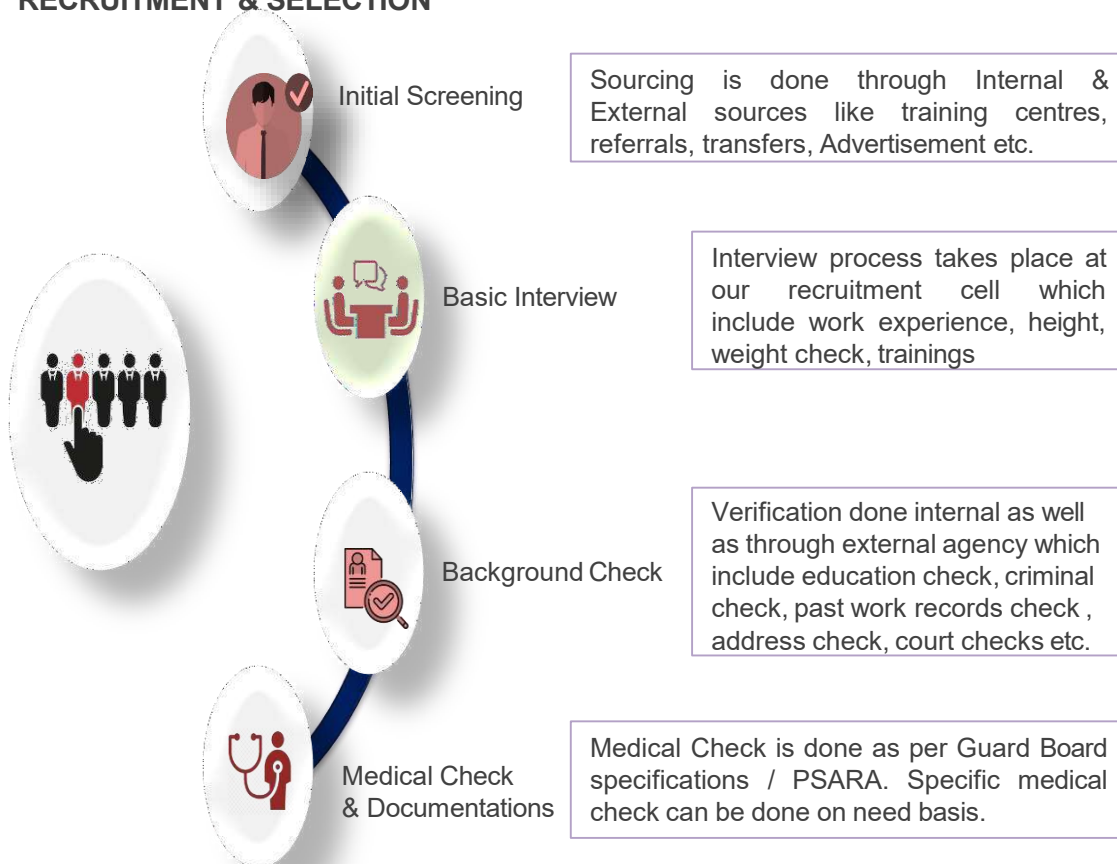 RECRUITMENT & SELECTION
Initial Screening
Sourcing is done through Internal &
External sources like training centres,
referrals, transfers, Advertisement etc.
Basic Interview
Interview process takes place at
our recruitment cell which
include work experience, height,
weight check, trainings
Background Check
Verification done internal as well
as through external agency which
include education check, criminal
check, past work records check ,
address check, court checks etc.
Medical Check
& Documentations
Medical Check is done as per Guard Board
specifications / PSARA. Specific medical
check can be done on need basis.